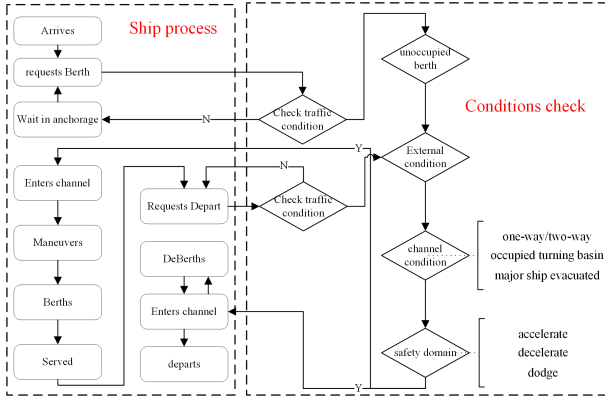 Ship process
Arrives
requests Berth
Wait in anchorage
N
Check traffic
condition
unoccupied
berth
Conditions check
External
condition
Y
Enters channel
Maneuvers
Berths
Served
Requests Depart
N
Check traffic
condition
DeBerths
Enters channel
departs
channel
condition
one-way/two-way
occupied turning basin
major ship evacuated
safety domain
accelerate
decelerate
dodge
Y